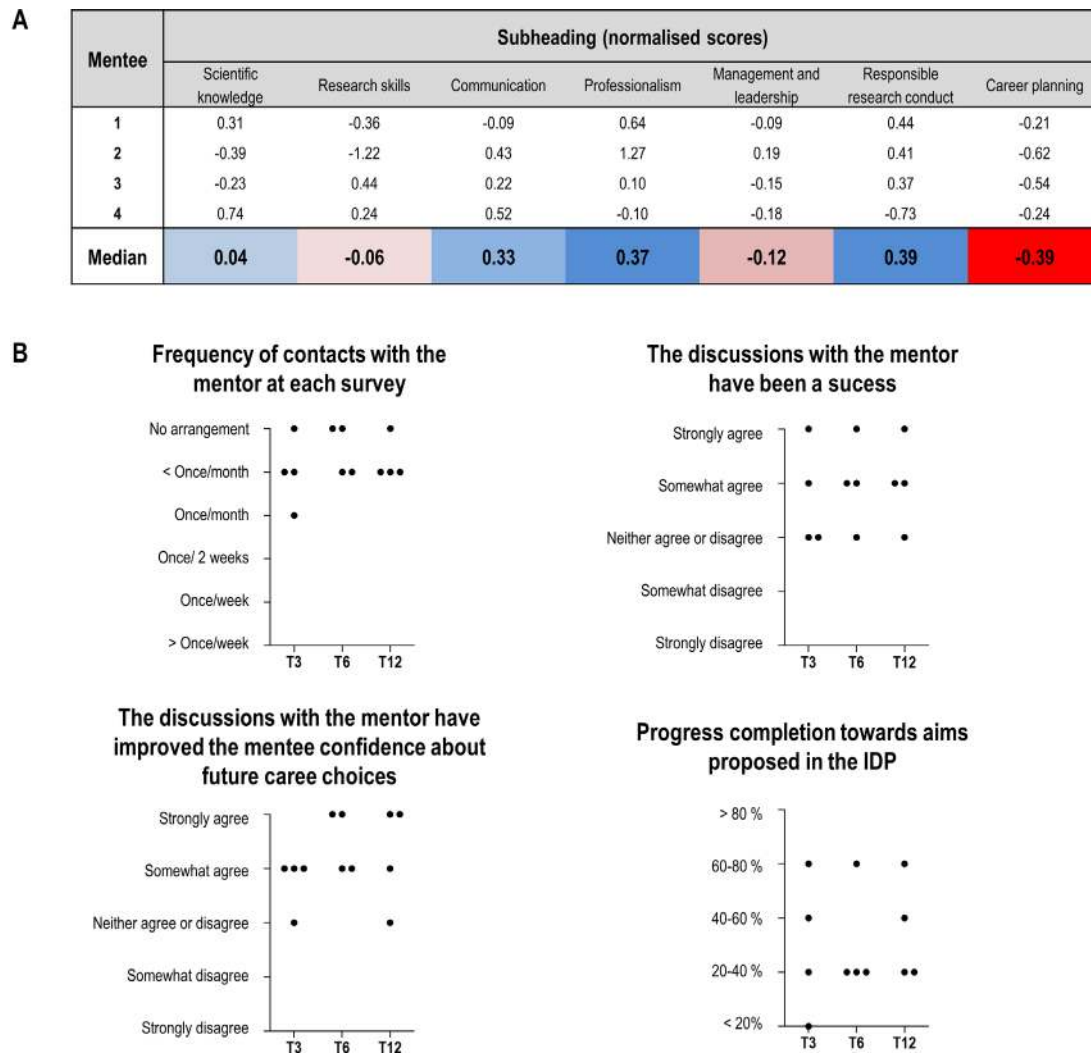 A
Mentee
Subheading (normalised scores)
Scientific knowledge Research skills Communication Professionalism Management and leadership Responsible research conduct Career planning
1 0.31 -0.36 -0.09 0.64 -0.09 0.44 -0.21
2 -0.39 -1.22 0.43 1.27 0.19 0.41 -0.62
3 -0.23 0.44 0.22 0.10 -0.15 0.37 -0.54
4 0.74 0.24 0.52 -0.10 -0.18 -0.73 -0.24
Median 0.04 -0.06 0.33 0.37 -0.12 0.39 -0.39
B
Frequency of contacts with the
mentor at each survey
No arrangement
< Once/month
Once/month
Once/ 2 weeks
Once/week
> Once/week
T3 T6 T12
The discussions with the mentor
have been a sucess
Strongly agree
Somewhat agree
Neither agree or disagree
Somewhat disagree
Strongly disagree
T3 T6 T12
The discussions with the mentor have
improved the mentee confidence about
future caree choices
Strongly agree
Somewhat agree
Neither agree or disagree
Somewhat disagree
Strongly disagree
T3 T6 T12
Progress completion towards aims
proposed in the IDP
> 80 %
60-80 %
40-60 %
20-40 %
< 20%
T3 T6 T12